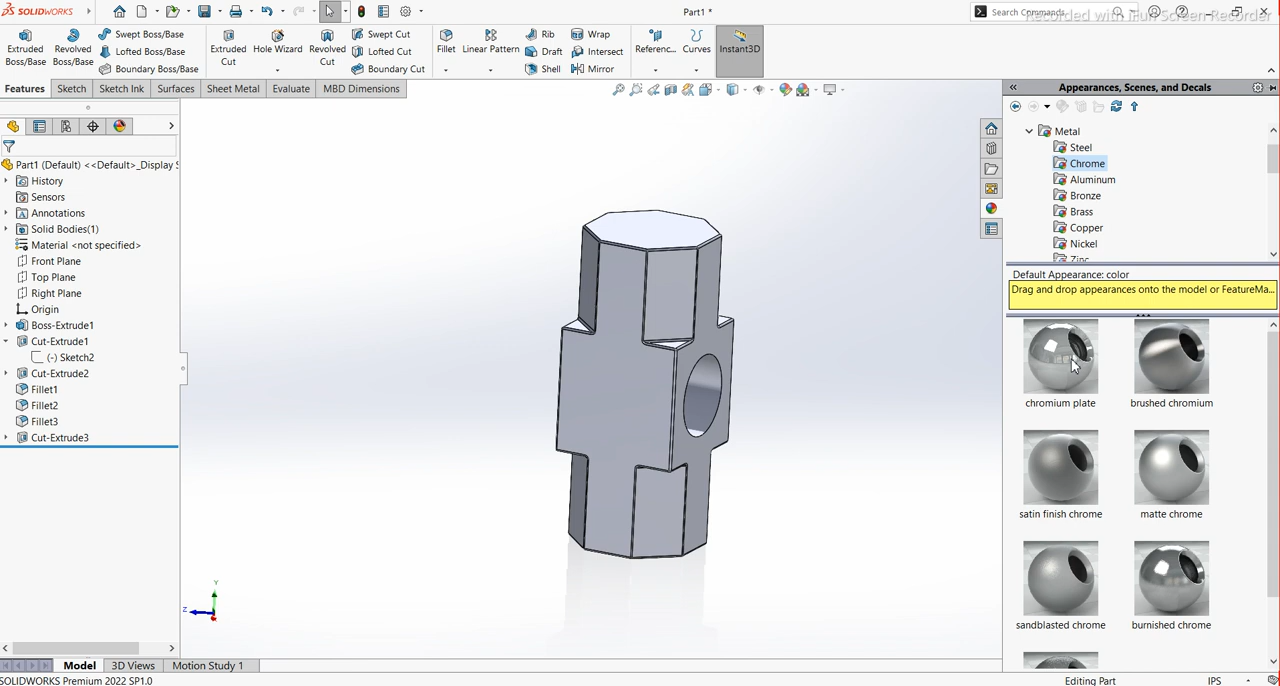 SOLIDWORKS
Part1 *
Search Commands
Recorded with iFun Screen Recorder
Extruded Boss/Base
Revolved Boss/Base
Swept Boss/Base
Lofted Boss/Base
Boundary Boss/Base
Extruded Cut
Hole Wizard
Revolved Cut
Swept Cut
Lofted Cut
Boundary Cut
Fillet
Linear Pattern
Rib
Draft
Shell
Wrap
Intersect
Mirror
Referenc...
Curves
Instant3D
Features
Sketch
Sketch Ink
Surfaces
Sheet Metal
Evaluate
MBD Dimensions
Part1 (Default) <<Default>_Display S
History
Sensors
Annotations
Solid Bodies(1)
Material <not specified>
Front Plane
Top Plane
Right Plane
Origin
Boss-Extrude1
Cut-Extrude1
(-) Sketch2
Cut-Extrude2
Fillet1
Fillet2
Fillet3
Cut-Extrude3
Y
Z
Appearances, Scenes, and Decals
Metal
Steel
Chrome
Aluminum
Bronze
Brass
Copper
Nickel
Zinc
Default Appearance: color
Drag and drop appearances onto the model or FeatureMa...
chromium plate
brushed chromium
satin finish chrome
matte chrome
sandblasted chrome
burnished chrome
Model
3D Views
Motion Study 1
SOLIDWORKS Premium 2022 SP1.0
Editing Part
IPS